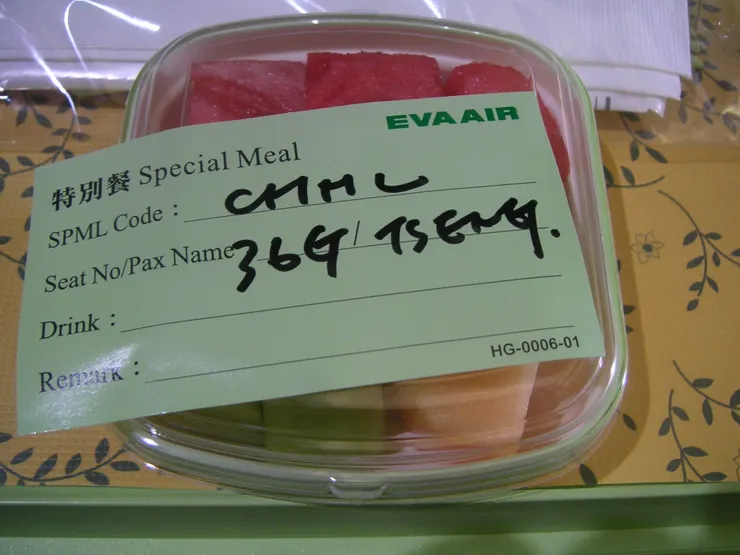 EVA AIR
特別餐 Special Meal
SPML Code : CHML
Seat No/Pax Name 36G / TSENG.
Drink :
Remark :
HG-0006-01